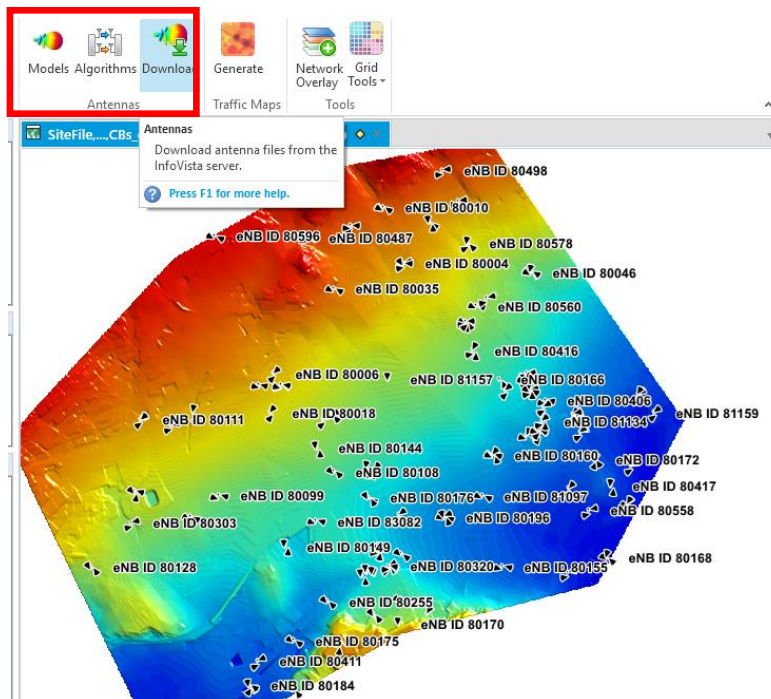 Models Algorithms Download Generate Network Overlay Grid Tools
Antennas Traffic Maps Tools
SiteFile,...,CBs_
Antennas
Download antenna files from the
InfoVista server.
Press F1 for more help.
eNB ID 80498
eNB ID 80010
eNB ID 80596
eNB ID 80487
eNB ID 80578
eNB ID 80004
eNB ID 80046
eNB ID 80035
eNB ID 80560
eNB ID 80416
eNB ID 80006
eNB ID 81157
eNB ID 80166
eNB ID 80406
eNB ID 81159
eNB ID 80111
eNB ID 80018
eNB ID 81134
eNB ID 80144
eNB ID 80160
eNB ID 80172
eNB ID 80108
eNB ID 80417
eNB ID 80099
eNB ID 80176
eNB ID 81097
eNB ID 80558
eNB ID 80303
eNB ID 83082
eNB ID 80196
eNB ID 80149
eNB ID 80168
eNB ID 80128
eNB ID 80320
eNB ID 80155
eNB ID 80255
eNB ID 80170
eNB ID 80175
eNB ID 80411
eNB ID 80184